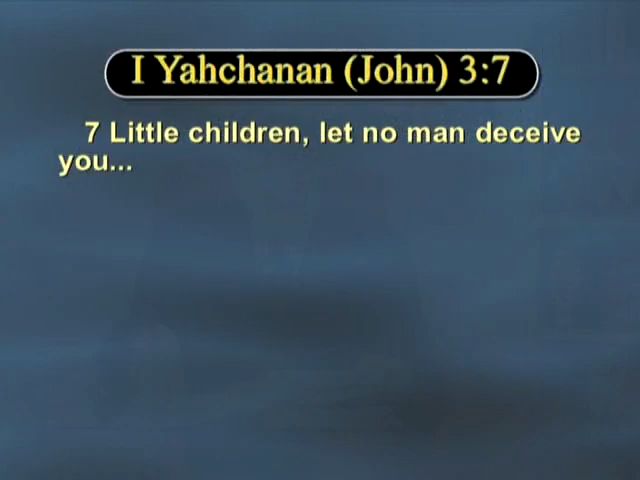 I Yahchanan (John) 3:7
7 Little children, let no man deceive
you...